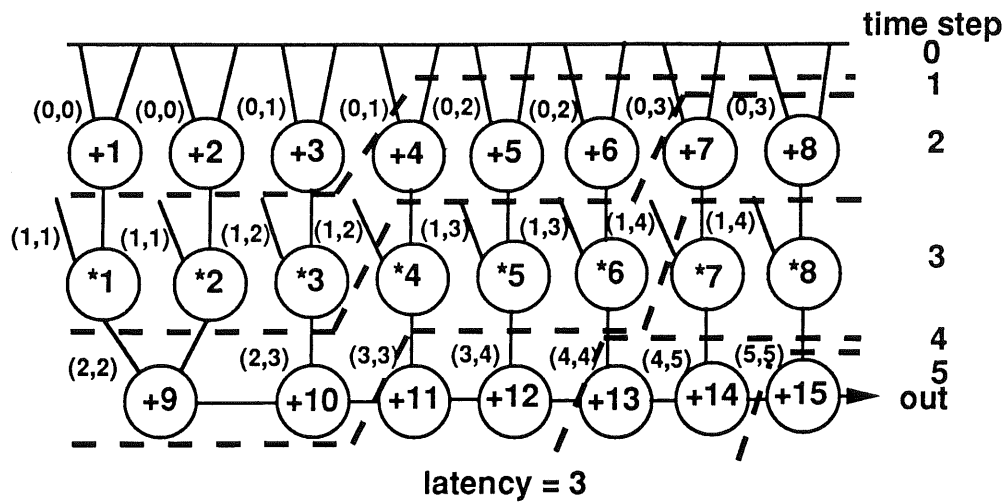 time step
0
1
(0,0) (0,0) (0,1) (0,1) (0,2) (0,2) (0,3) (0,3)
+1 +2 +3 +4 +5 +6 +7 +8 2
(1,1) (1,1) (1,2) (1,2) (1,3) (1,3) (1,4) (1,4)
*1 *2 *3 *4 *5 *6 *7 *8 3
4
(2,2) (2,3) (3,3) (3,4) (4,4) (4,5) (5,5) 5
+9 +10 +11 +12 +13 +14 +15 out
latency = 3